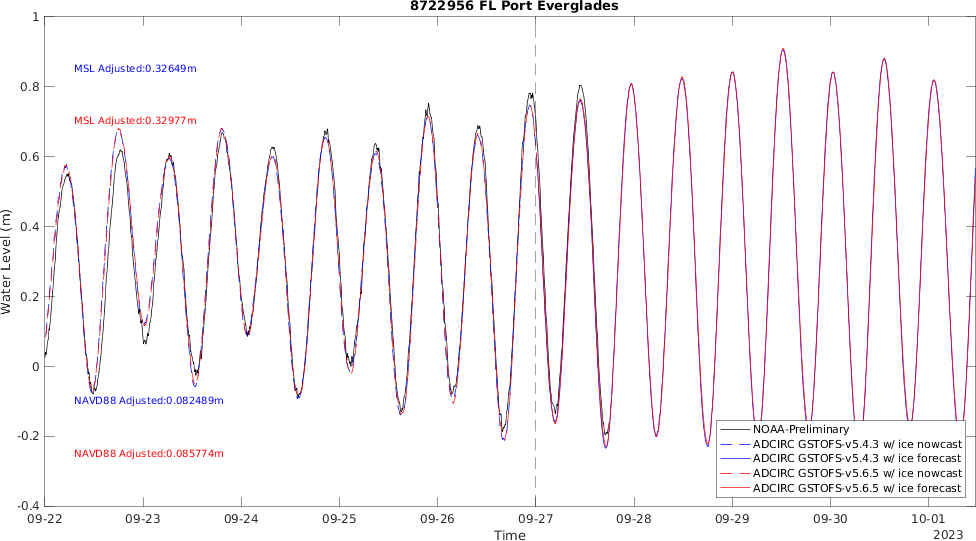 8722956 FL Port Everglades
1
0.8
0.6
0.4
0.2
0
-0.2
-0.4
Water Level (m)
MSL Adjusted:0.32649m
MSL Adjusted:0.32977m
NAVD88 Adjusted:0.082489m
NAVD88 Adjusted:0.085774m
NOAA-Preliminary
ADCIRC GSTOFS-v5.4.3 w/ ice nowcast
ADCIRC GSTOFS-v5.4.3 w/ ice forecast
ADCIRC GSTOFS-v5.6.5 w/ ice nowcast
ADCIRC GSTOFS-v5.6.5 w/ ice forecast
09-22 09-23 09-24 09-25 09-26 09-27 09-28 09-29 09-30 10-01
Time
2023